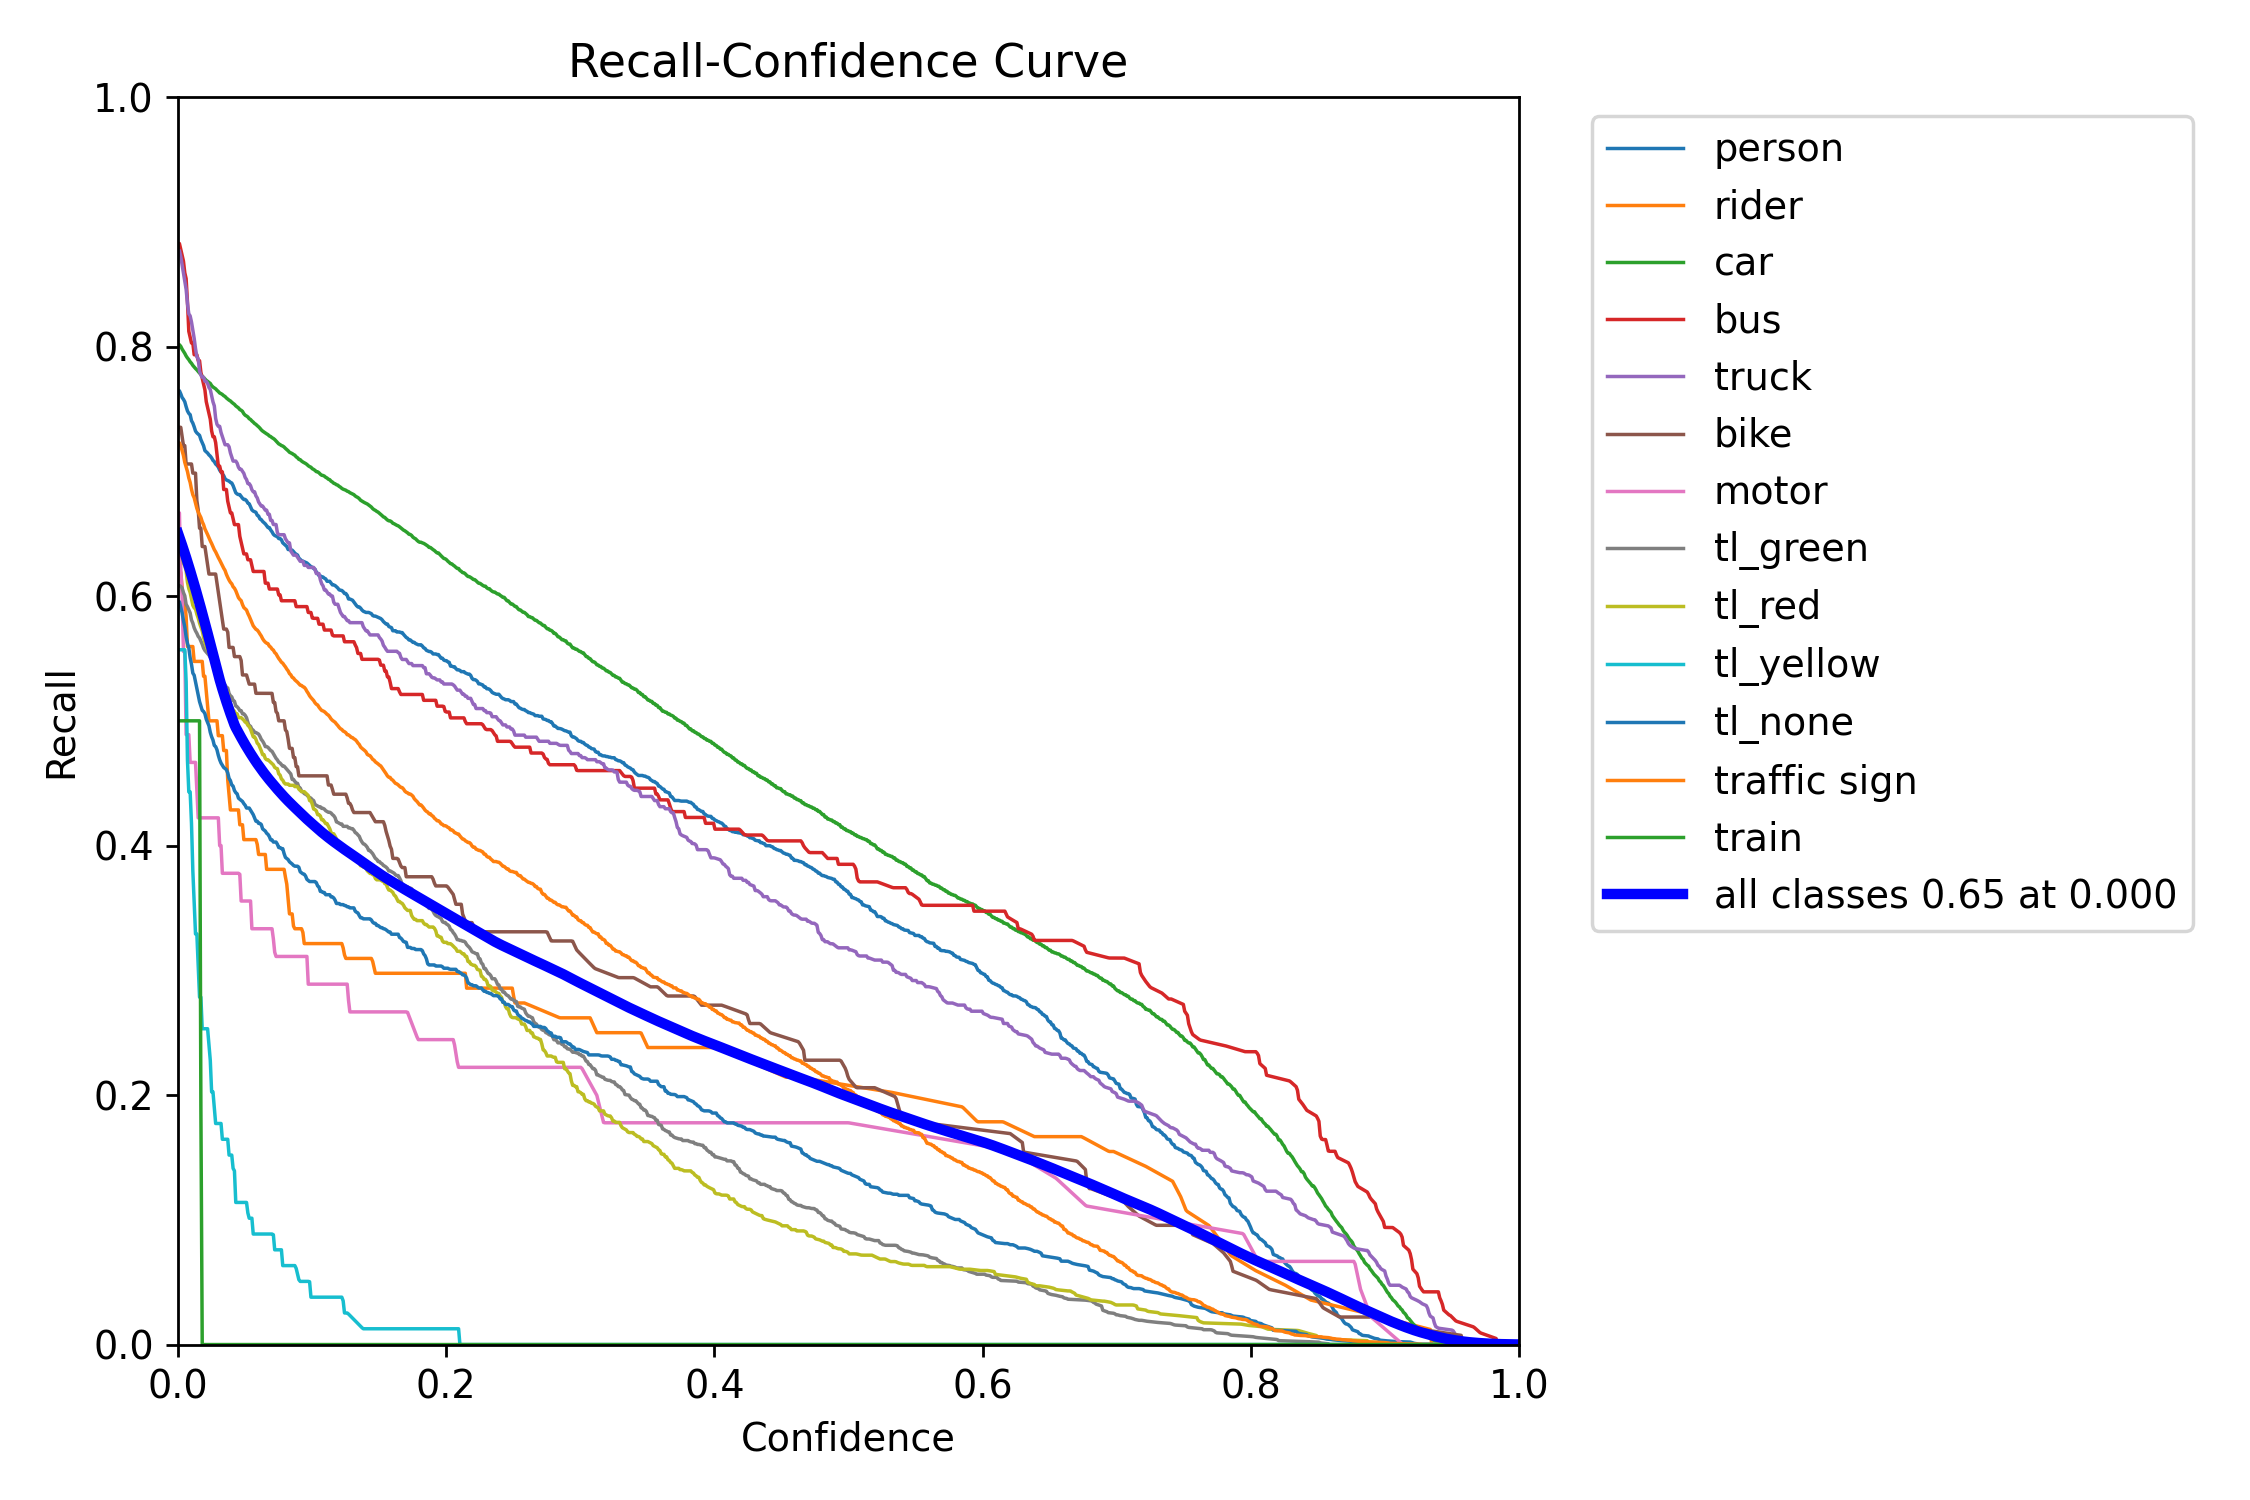 Recall-Confidence Curve
1.0
0.8
0.6
0.4
0.2
0.0
Recall
0.0 0.2 0.4 0.6 0.8 1.0
Confidence
person
rider
car
bus
truck
bike
motor
tl_green
tl_red
tl_yellow
tl_none
traffic sign
train
all classes 0.65 at 0.000